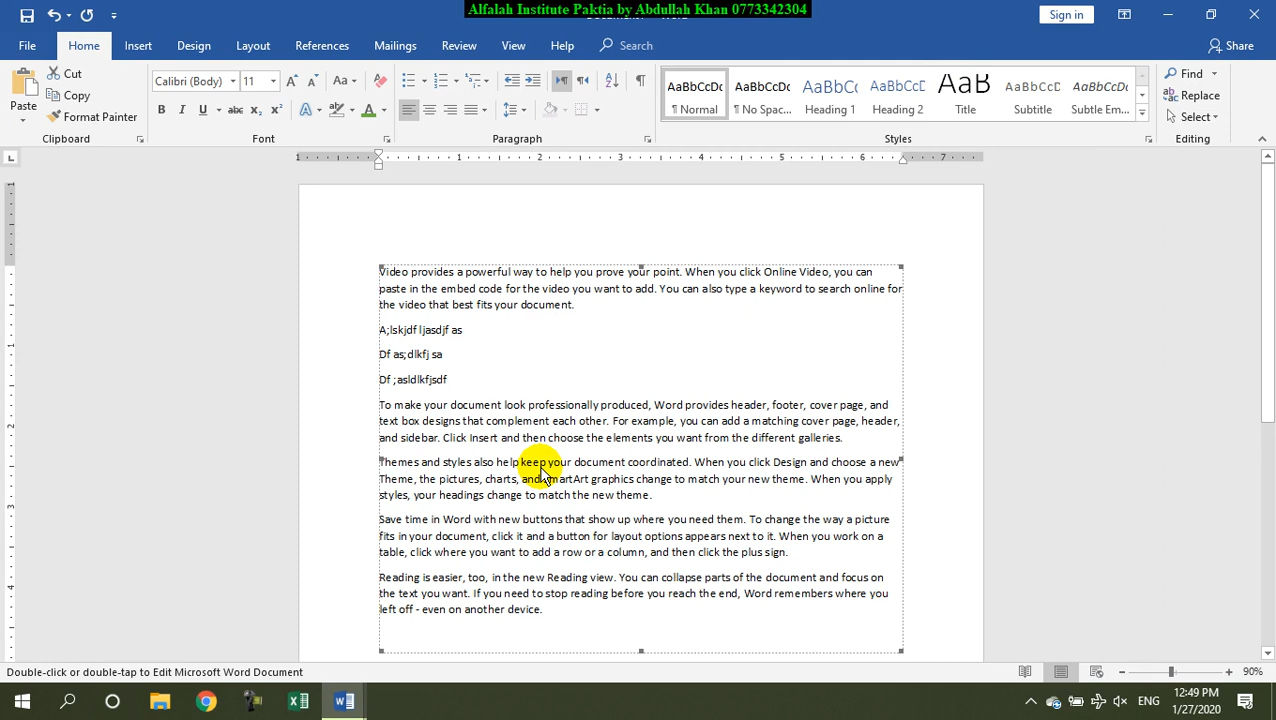 Alfalah Institute Paktia by Abdullah Khan 0773342304
Sign in
File Home Insert Design Layout References Mailings Review View Help Search Share
Paste Cut Copy Format Painter
Calibri (Body) 11
AaBbCcDc AaBbCcDc AaBbCc AaBbCcD AaB AaBbCcD AaBbCcDc
¶ Normal ¶ No Spac... Heading 1 Heading 2 Title Subtitle Subtle Em...
Find
Replace
Select
Clipboard Font Paragraph Styles Editing
1 1 2 3 4 5 6 7
Video provides a powerful way to help you prove your point. When you click Online Video, you can
paste in the embed code for the video you want to add. You can also type a keyword to search online for
the video that best fits your document.
A;lskjdf ljasdjf as
Df as;dlkfj sa
Df ;asldlkfjsdf
To make your document look professionally produced, Word provides header, footer, cover page, and
text box designs that complement each other. For example, you can add a matching cover page, header,
and sidebar. Click Insert and then choose the elements you want from the different galleries.
Themes and styles also help keep your document coordinated. When you click Design and choose a new
Theme, the pictures, charts, and SmartArt graphics change to match your new theme. When you apply
styles, your headings change to match the new theme.
Save time in Word with new buttons that show up where you need them. To change the way a picture
fits in your document, click it and a button for layout options appears next to it. When you work on a
table, click where you want to add a row or a column, and then click the plus sign.
Reading is easier, too, in the new Reading view. You can collapse parts of the document and focus on
the text you want. If you need to stop reading before you reach the end, Word remembers where you
left off - even on another device.
Double-click or double-tap to Edit Microsoft Word Document
90%
ENG
12:49 PM
1/27/2020